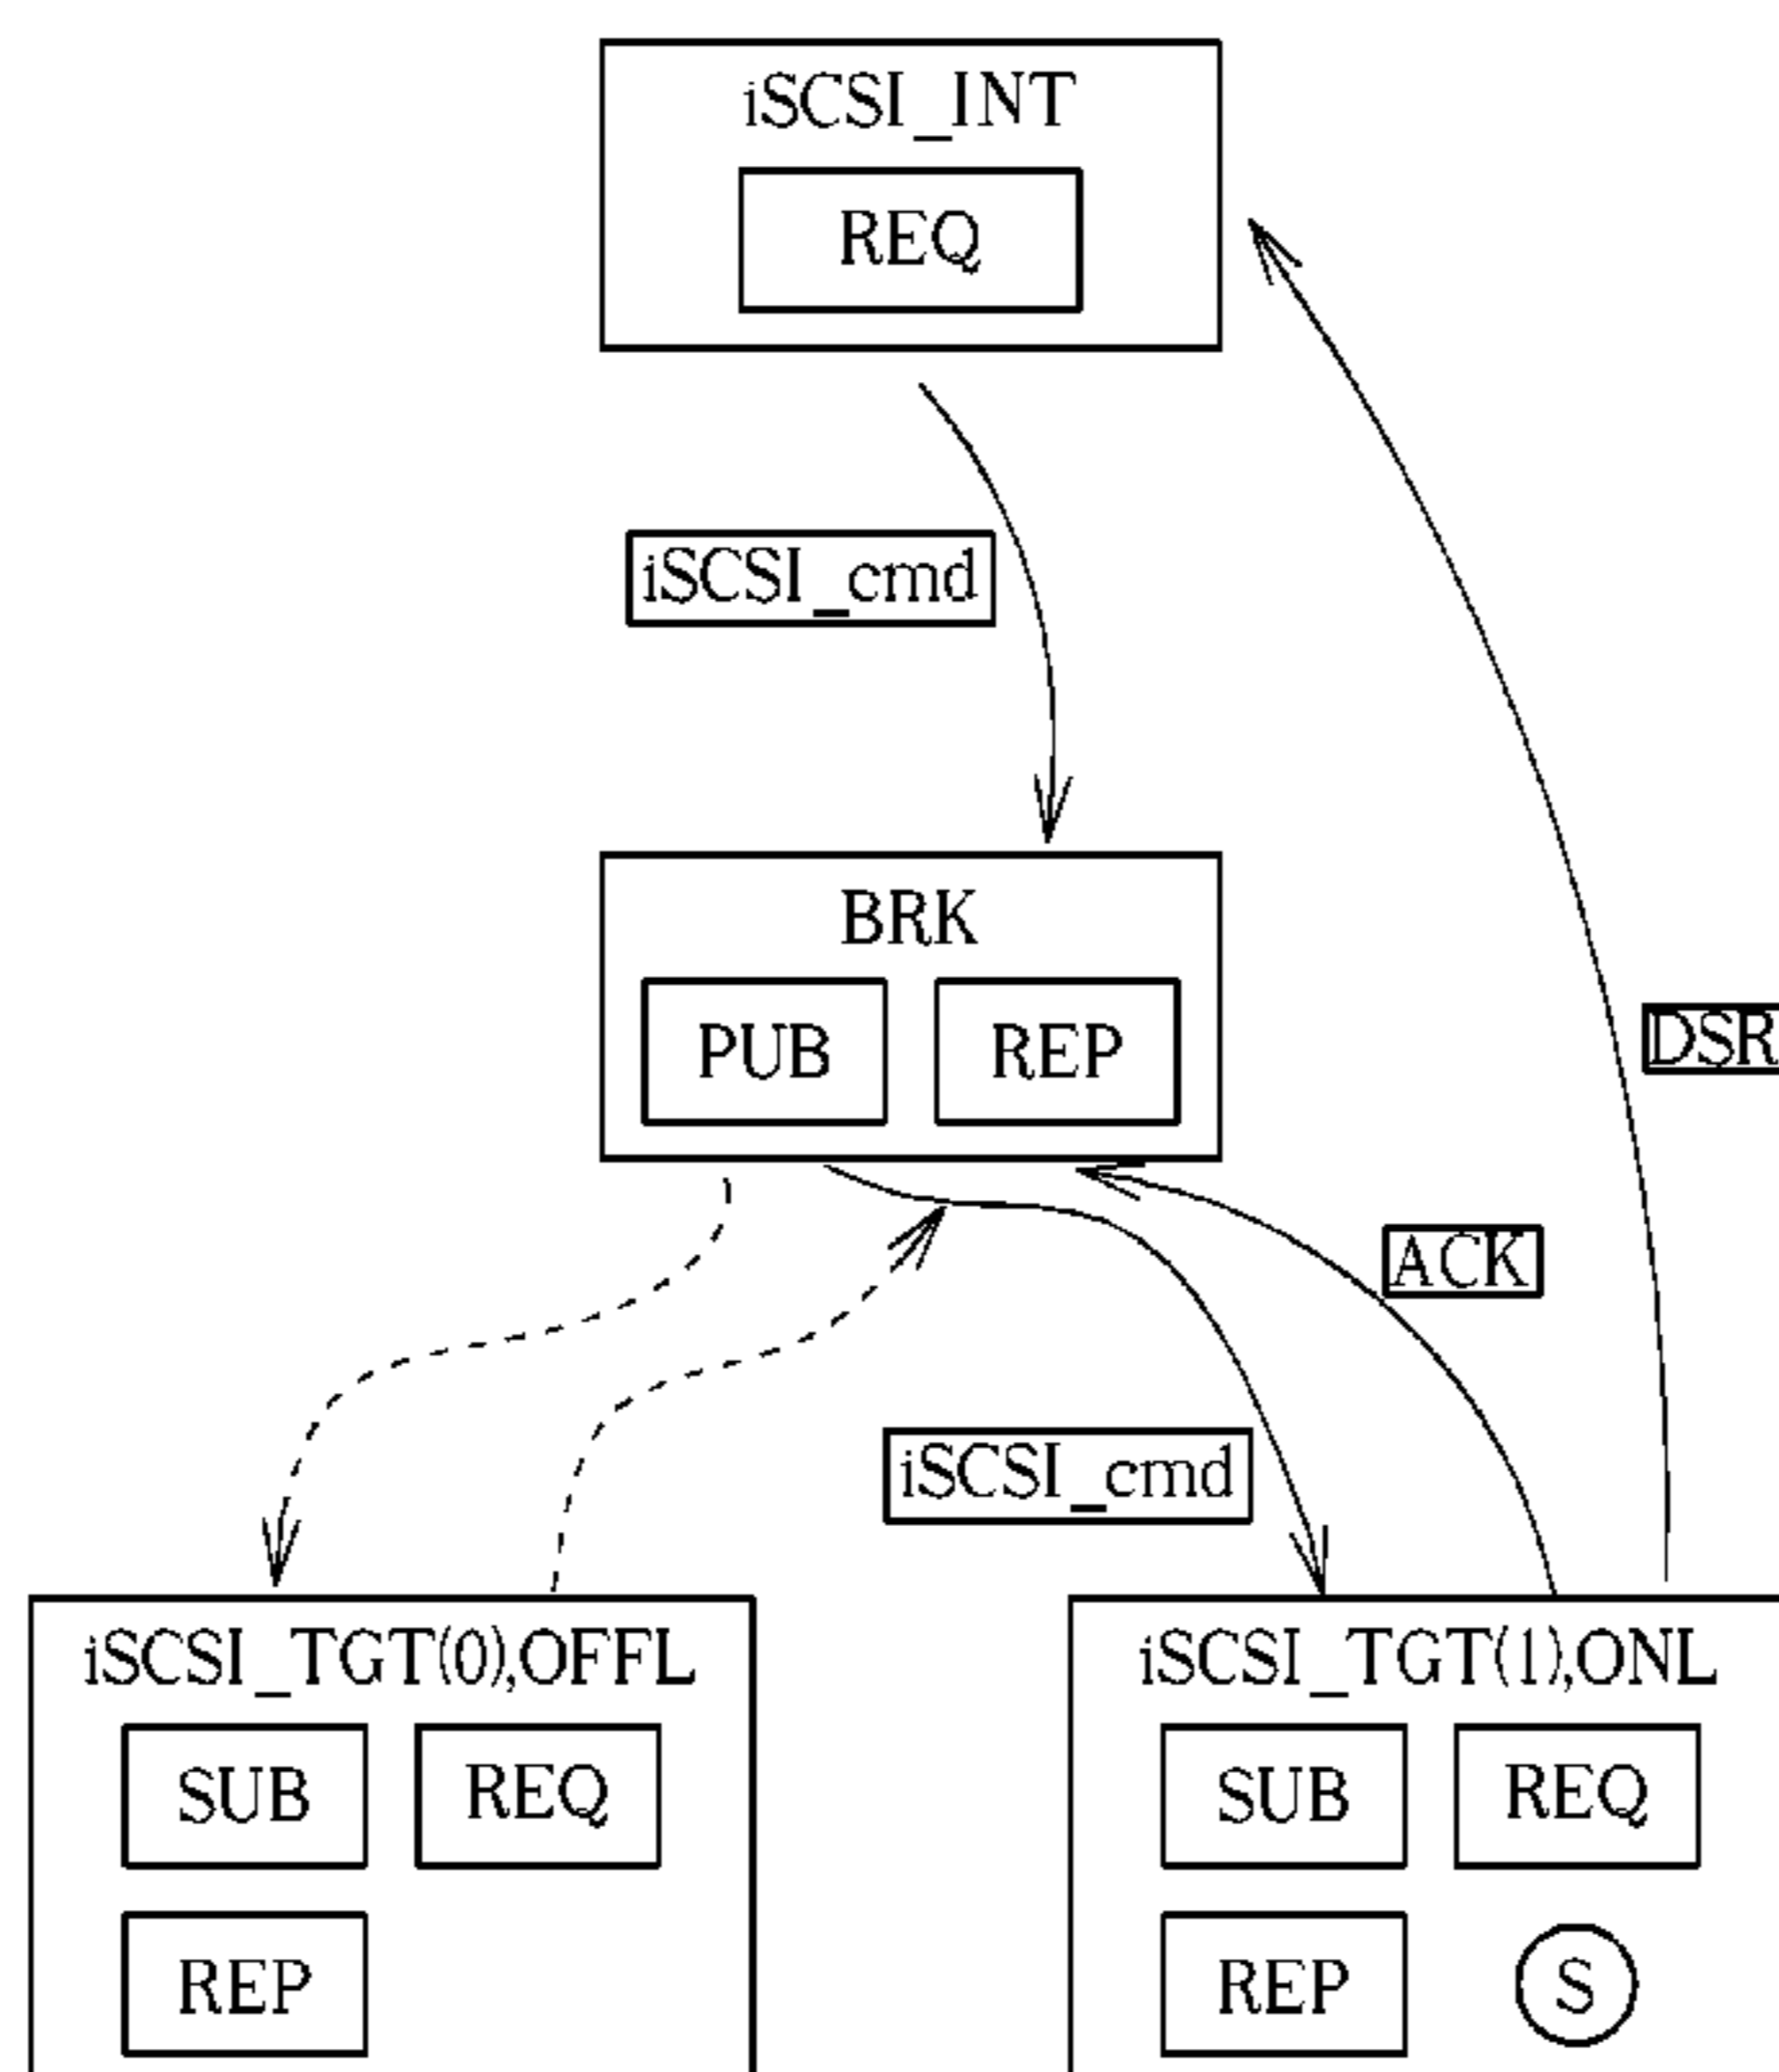 iSCSI_INT
REQ
iSCSI_cmd
BRK
PUB REP
DSR
ACK
iSCSI_cmd
iSCSI_TGT(0),OFFL
SUB REQ
REP
iSCSI_TGT(1),ONL
SUB REQ
REP S